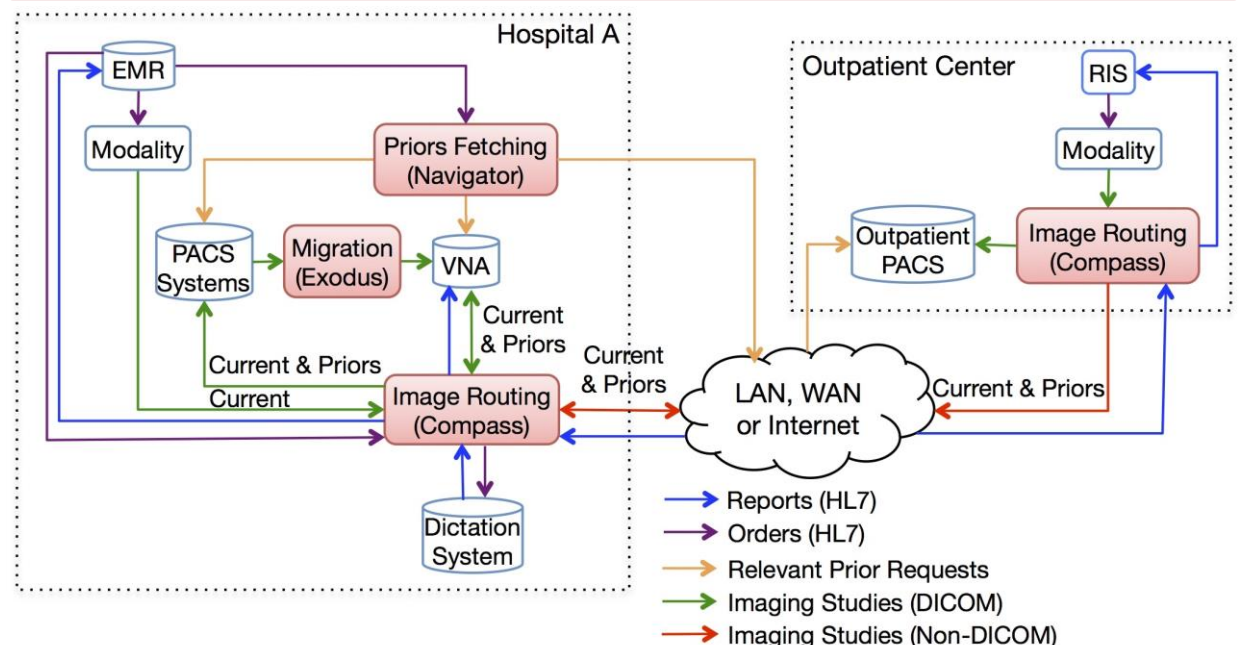 Hospital A
EMR
Modality
Priors Fetching
(Navigator)
PACS
Systems
Migration
(Exodus)
VNA
Current
& Priors
Current & Priors
Current
Image Routing
(Compass)
Dictation
System
Current
& Priors
LAN, WAN
or Internet
Outpatient Center
RIS
Modality
Outpatient
PACS
Image Routing
(Compass)
Current & Priors
Reports (HL7)
Orders (HL7)
Relevant Prior Requests
Imaging Studies (DICOM)
Imaging Studies (Non-DICOM)